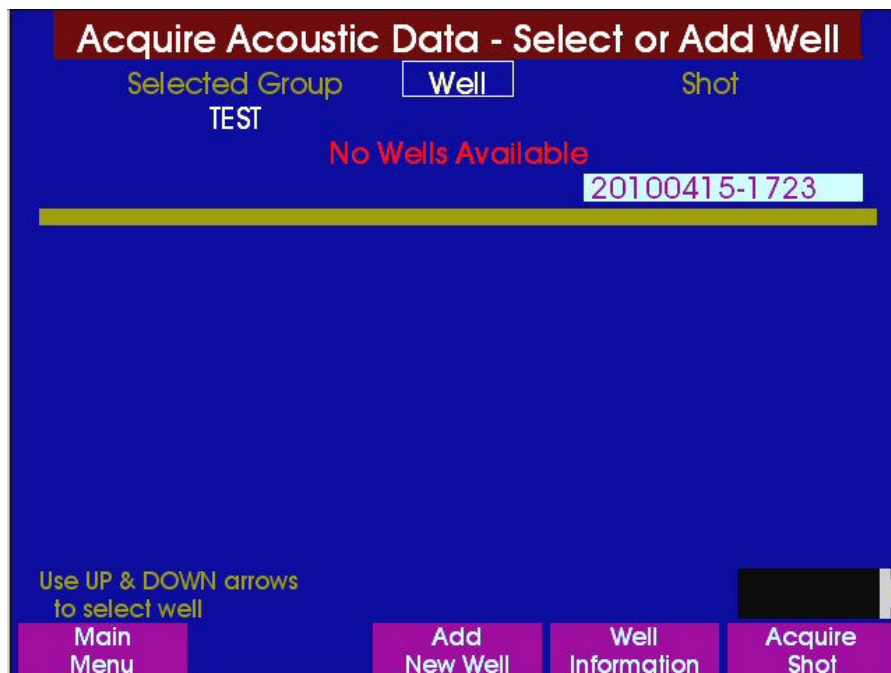 Acquire Acoustic Data - Select or Add Well
Selected Group Well Shot
TEST
No Wells Available
20100415-1723
Use UP & DOWN arrows
to select well
Main Add Well Acquire
Menu New Well Information Shot